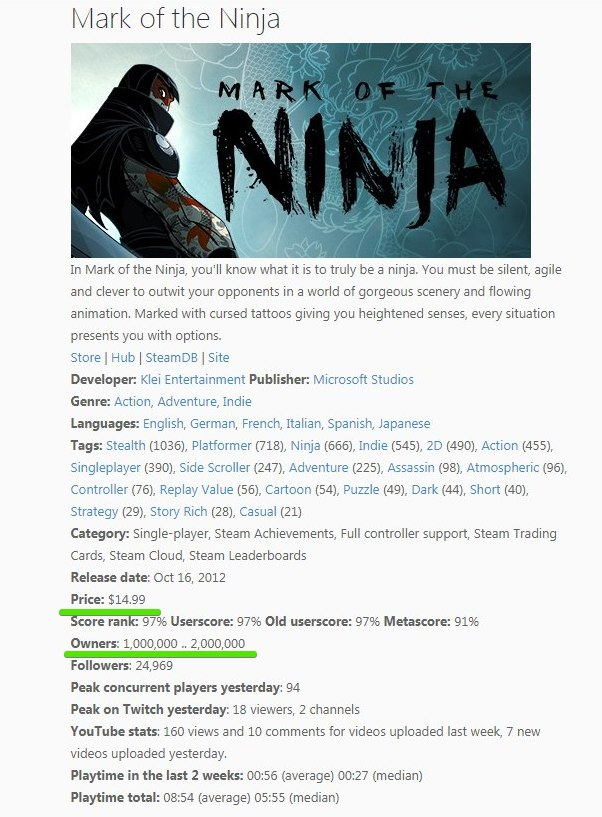 Mark of the Ninja
MARK OF THE
NINJA
In Mark of the Ninja, you'll know what it is to truly be a ninja. You must be silent, agile
and clever to outwit your opponents in a world of gorgeous scenery and flowing
animation. Marked with cursed tattoos giving you heightened senses, every situation
presents you with options.
Store | Hub | SteamDB | Site
Developer: Klei Entertainment Publisher: Microsoft Studios
Genre: Action, Adventure, Indie
Languages: English, German, French, Italian, Spanish, Japanese
Tags: Stealth (1036), Platformer (718), Ninja (666), Indie (545), 2D (490), Action (455),
Singleplayer (390), Side Scroller (247), Adventure (225), Assassin (98), Atmospheric (96),
Controller (76), Replay Value (56), Cartoon (54), Puzzle (49), Dark (44), Short (40),
Strategy (29), Story Rich (28), Casual (21)
Category: Single-player, Steam Achievements, Full controller support, Steam Trading
Cards, Steam Cloud, Steam Leaderboards
Release date: Oct 16, 2012
Price: $14.99
Score rank: 97% Userscore: 97% Old userscore: 97% Metascore: 91%
Owners: 1,000,000 .. 2,000,000
Followers: 24,969
Peak concurrent players yesterday: 94
Peak on Twitch yesterday: 18 viewers, 2 channels
YouTube stats: 160 views and 10 comments for videos uploaded last week, 7 new
videos uploaded yesterday.
Playtime in the last 2 weeks: 00:56 (average) 00:27 (median)
Playtime total: 08:54 (average) 05:55 (median)